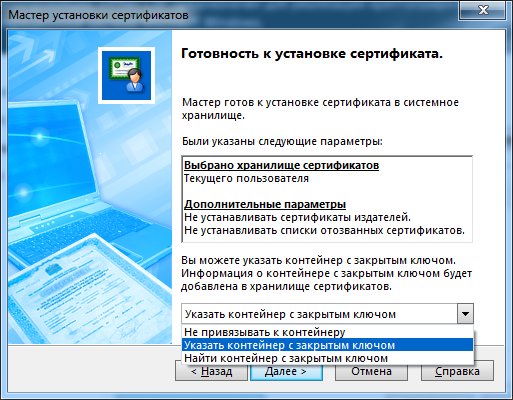 Мастер установки сертификатов
Готовность к установке сертификата.
Мастер готов к установке сертификата в системное
хранилище.
Были указаны следующие параметры:
Выбрано хранилище сертификатов
Текущего пользователя
Дополнительные параметры
Не устанавливать сертификаты издателей.
Не устанавливать списки отозванных сертификатов.
Вы можете указать контейнер с закрытым ключом.
Информация о контейнере с закрытым ключом будет
добавлена в хранилище сертификатов.
Указать контейнер с закрытым ключом
Не привязывать к контейнеру
Указать контейнер с закрытым ключом
Найти контейнер с закрытым ключом
< Назад Далее > Отмена Справка